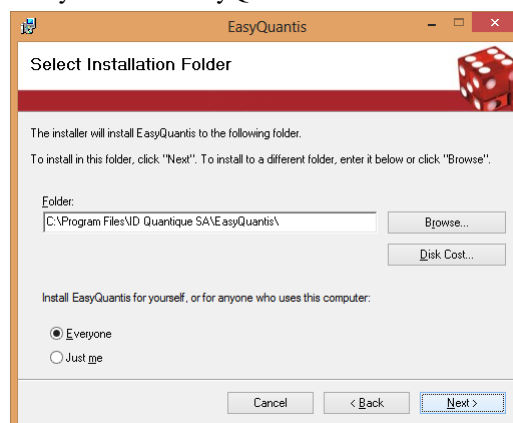 EasyQuantis
Select Installation Folder
The installer will install EasyQuantis to the following folder.
To install in this folder, click "Next". To install to a different folder, enter it below or click "Browse".
Folder:
C:\Program Files\ID Quantique SA\EasyQuantis\
Browse...
Disk Cost...
Install EasyQuantis for yourself, or for anyone who uses this computer:
Everyone
Just me
Cancel
< Back
Next >